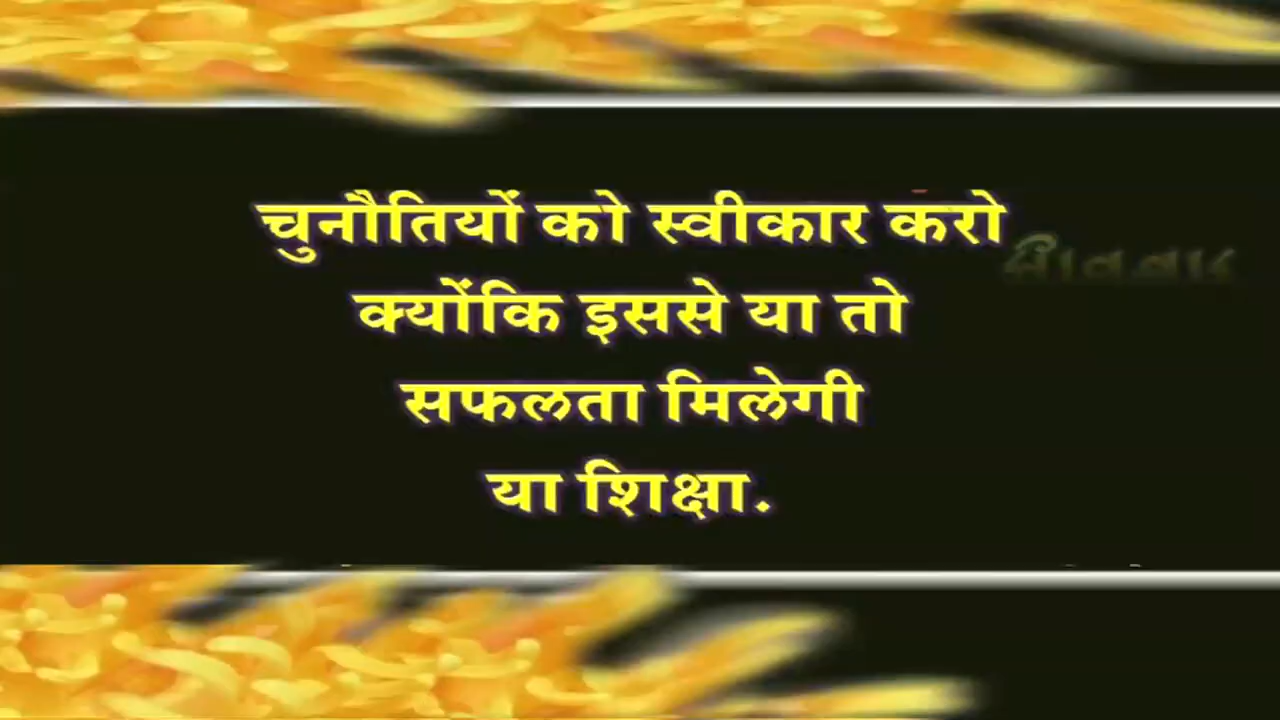 चुनौतियों को स्वीकार करो
क्योंकि इससे या तो
सफलता मिलेगी
या शिक्षा.